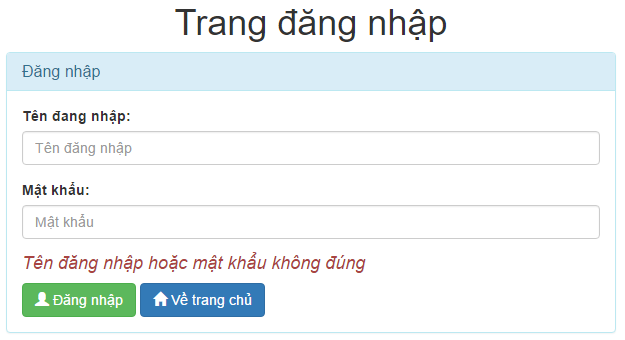 Trang đăng nhập
Đăng nhập
Tên đang nhập:
Tên đăng nhập
Mật khẩu:
Mật khẩu
Tên đăng nhập hoặc mật khẩu không đúng
Đăng nhập Về trang chủ